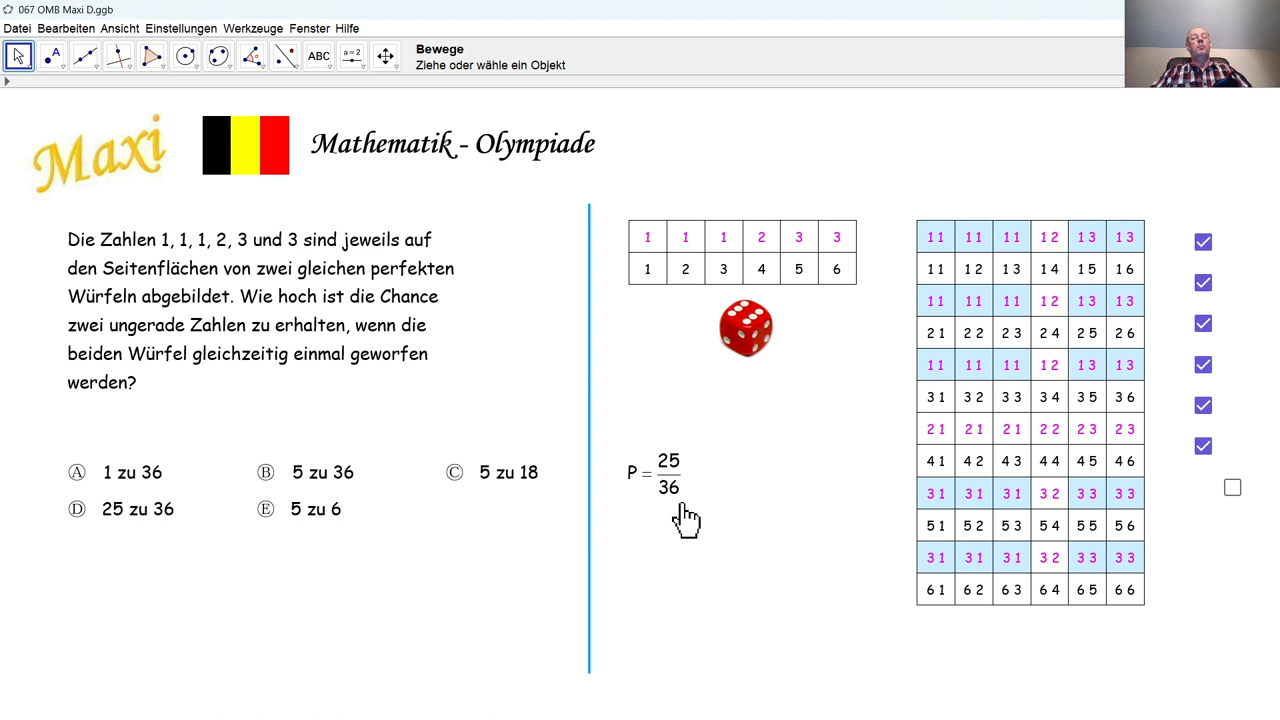 067 OMB Maxi D.ggb
Datei Bearbeiten Ansicht Einstellungen Werkzeuge Fenster Hilfe
A ABC a=2 Bewege
Ziehe oder wähle ein Objekt
Maxi Mathematik - Olympiade
Die Zahlen 1, 1, 1, 2, 3 und 3 sind jeweils auf
den Seitenflächen von zwei gleichen perfekten
Würfeln abgebildet. Wie hoch ist die Chance
zwei ungerade Zahlen zu erhalten, wenn die
beiden Würfel gleichzeitig einmal geworfen
werden?
Ⓐ 1 zu 36 Ⓑ 5 zu 36 Ⓒ 5 zu 18
Ⓓ 25 zu 36 Ⓔ 5 zu 6
1 1 1 2 3 3
1 2 3 4 5 6
P = 25/36
1 1 1 1 1 1 1 2 1 3 1 3
1 1 1 2 1 3 1 4 1 5 1 6
1 1 1 1 1 1 1 2 1 3 1 3
2 1 2 2 2 3 2 4 2 5 2 6
1 1 1 1 1 1 1 2 1 3 1 3
3 1 3 2 3 3 3 4 3 5 3 6
2 1 2 1 2 1 2 2 2 3 2 3
4 1 4 2 4 3 4 4 4 5 4 6
3 1 3 1 3 1 3 2 3 3 3 3
5 1 5 2 5 3 5 4 5 5 5 6
3 1 3 1 3 1 3 2 3 3 3 3
6 1 6 2 6 3 6 4 6 5 6 6